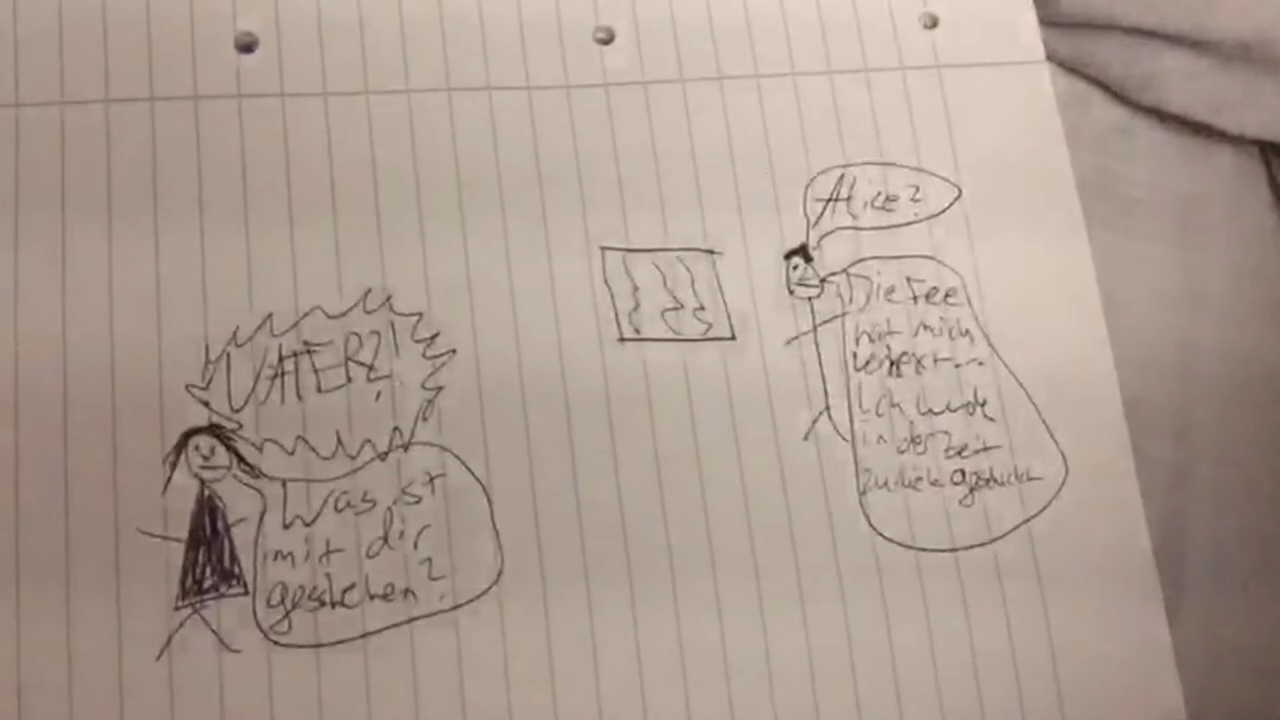 VATER?!
Was ist
mit dir
geschehen?
Alice?
Die Fee
hat mich
verhext...
Ich wurde
in der Zeit
zurück geschickt